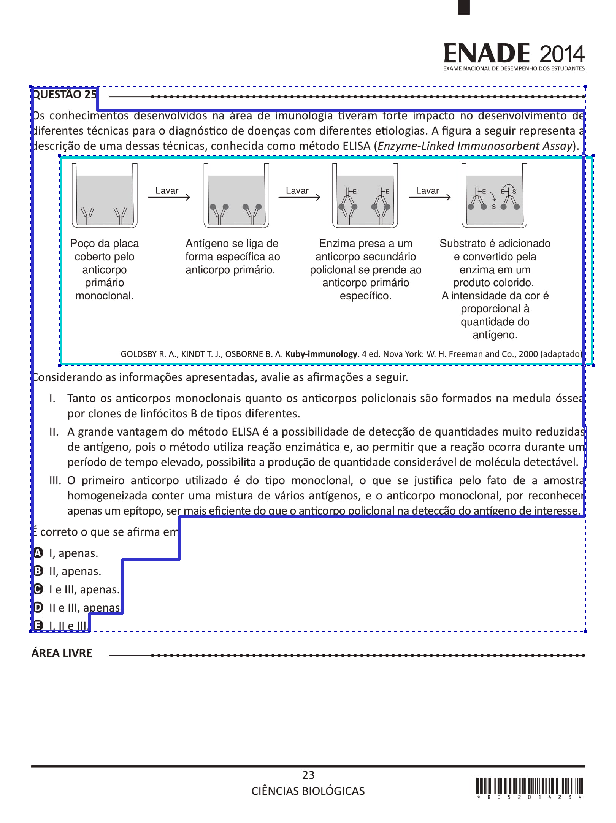 ENADE 2014
EXAME NACIONAL DE DESEMPENHO DOS ESTUDANTES
QUESTÃO 25
Os conhecimentos desenvolvidos na área de imunologia tiveram forte impacto no desenvolvimento de
diferentes técnicas para o diagnóstico de doenças com diferentes etiologias. A figura a seguir representa a
descrição de uma dessas técnicas, conhecida como método ELISA (Enzyme-Linked Immunosorbent Assay).
Lavar
Lavar
Lavar
E
E
E
E
S
S
Poço da placa
coberto pelo
anticorpo
primário
monocional.
Antígeno se liga de
forma específica ao
anticorpo primário.
Enzima presa a um
anticorpo secundário
policlonal se prende ao
anticorpo primário
específico.
Substrato é adicionado
e convertido pela
enzima em um
produto colorido.
A intensidade da cor é
proporcional à
quantidade do
antígeno.
GOLDSBY R. A., KINDT T. J., OSBORNE B. A. Kuby-immunology. 4 ed. Nova York: W. H. Freeman and Co., 2000 (adaptado)
Considerando as informações apresentadas, avalie as afirmações a seguir.
I. Tanto os anticorpos monoclonais quanto os anticorpos policlonais são formados na medula óssea
por clones de linfócitos B de tipos diferentes.
II. A grande vantagem do método ELISA é a possibilidade de detecção de quantidades muito reduzidas
de antígeno, pois o método utiliza reação enzimática e, ao permitir que a reação ocorra durante um
período de tempo elevado, possibilita a produção de quantidade considerável de molécula detectável.
III. O primeiro anticorpo utilizado é do tipo monoclonal, o que se justifica pelo fato de a amostra
homogeneizada conter uma mistura de vários antígenos, e o anticorpo monoclonal, por reconhecer
apenas um epítopo, ser mais eficiente do que o anticorpo policlonal na detecção do antígeno de interesse.
É correto o que se afirma em
A I, apenas.
B II, apenas.
C I e III, apenas.
D II e III, apenas
E I, II e III.
ÁREA LIVRE
23
CIÊNCIAS BIOLÓGICAS